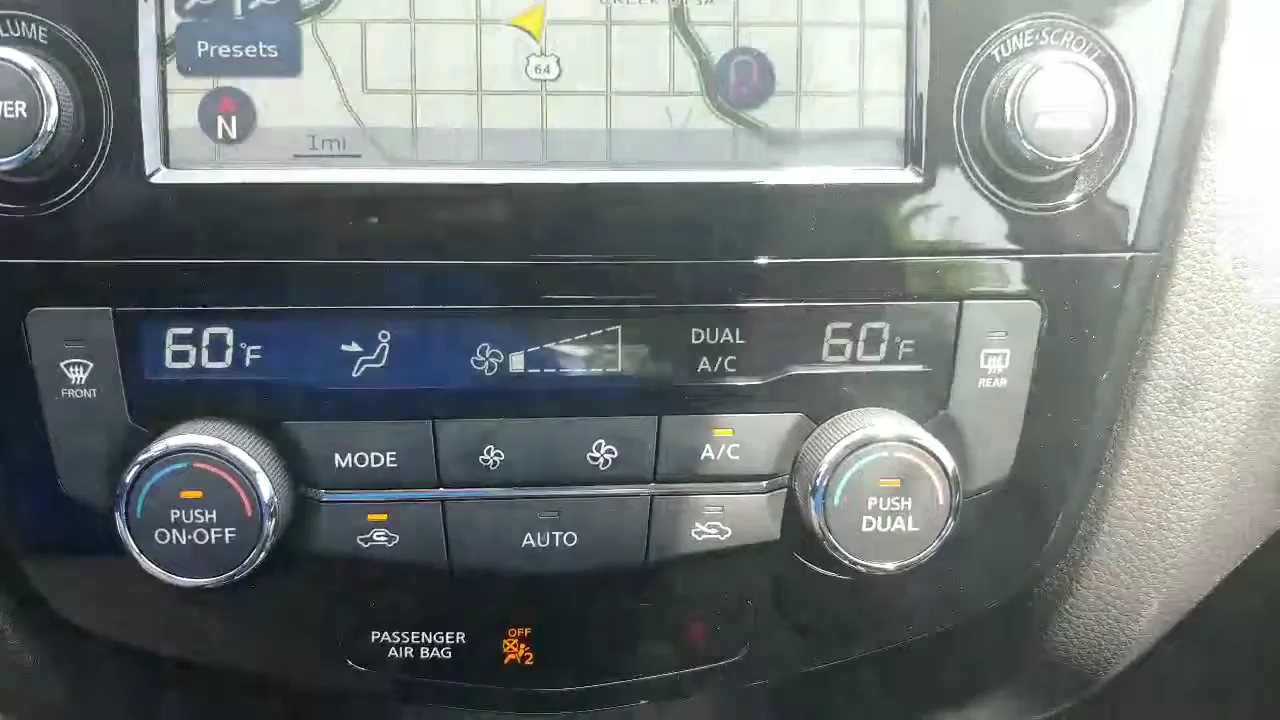 Presets
64
N
1mi
TUNE·SCROLL
60°F
DUAL
A/C
60°F
FRONT
REAR
MODE
A/C
PUSH
ON·OFF
AUTO
PUSH
DUAL
PASSENGER
AIR BAG
OFF
2